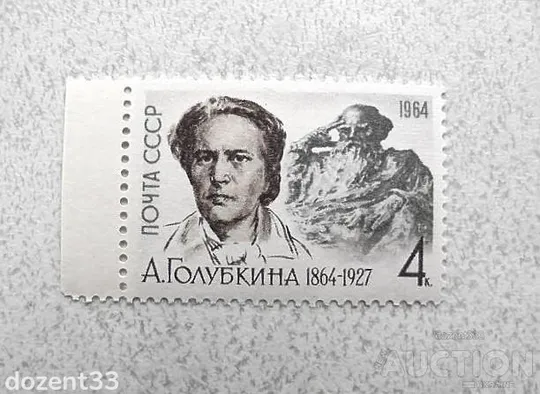 ПОЧТА СССР
1964
А.ГОЛУБКИНА 1864-1927
4к.
AUCTION
dozent33